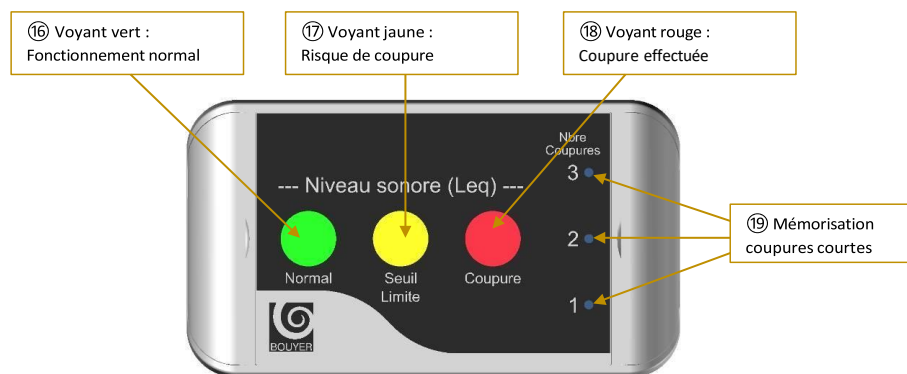 ⑯ Voyant vert :
Fonctionnement normal
⑰ Voyant jaune :
Risque de coupure
⑱ Voyant rouge :
Coupure effectuée
Nbre
Coupures
3
--- Niveau sonore (Leq) ---
⑲ Mémorisation
coupures courtes
2
Normal
Seuil
Limite
Coupure
1
BOUYER